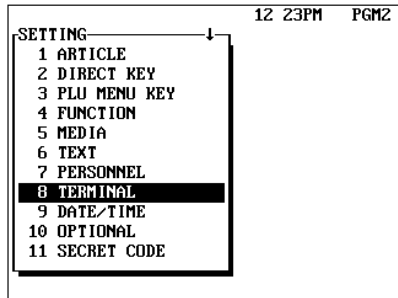 12 23PM PGM2
SETTING ↓
1 ARTICLE
2 DIRECT KEY
3 PLU MENU KEY
4 FUNCTION
5 MEDIA
6 TEXT
7 PERSONNEL
8 TERMINAL
9 DATE/TIME
10 OPTIONAL
11 SECRET CODE